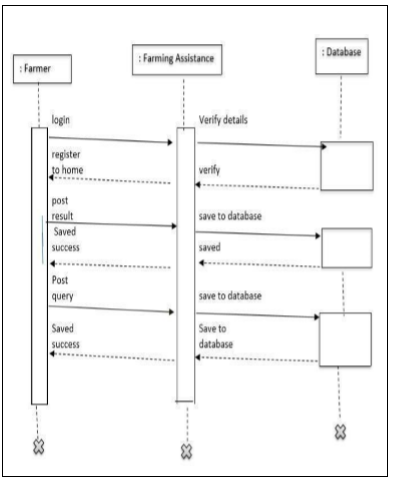 : Farmer
: Farming Assistance
: Database
login
Verify details
register
to home
verify
post
result
save to database
Saved
success
saved
Post
query
save to database
Saved
success
Save to
database